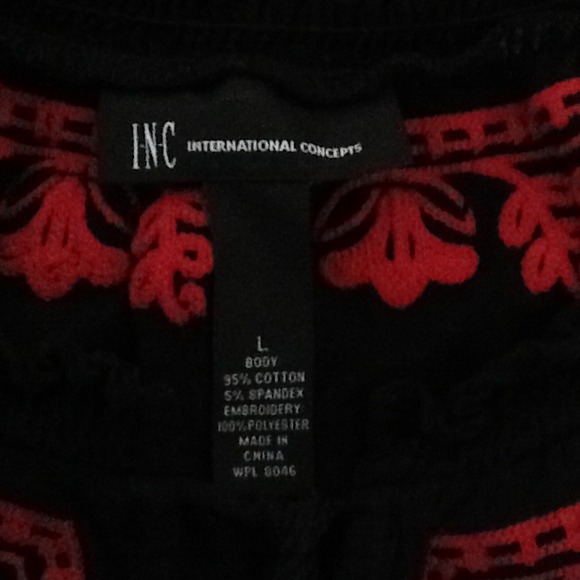 I·N·C INTERNATIONAL CONCEPTS
L
BODY
95% COTTON
5% SPANDEX
EMBROIDERY
100% POLYESTER
MADE IN
CHINA
WPL 8046